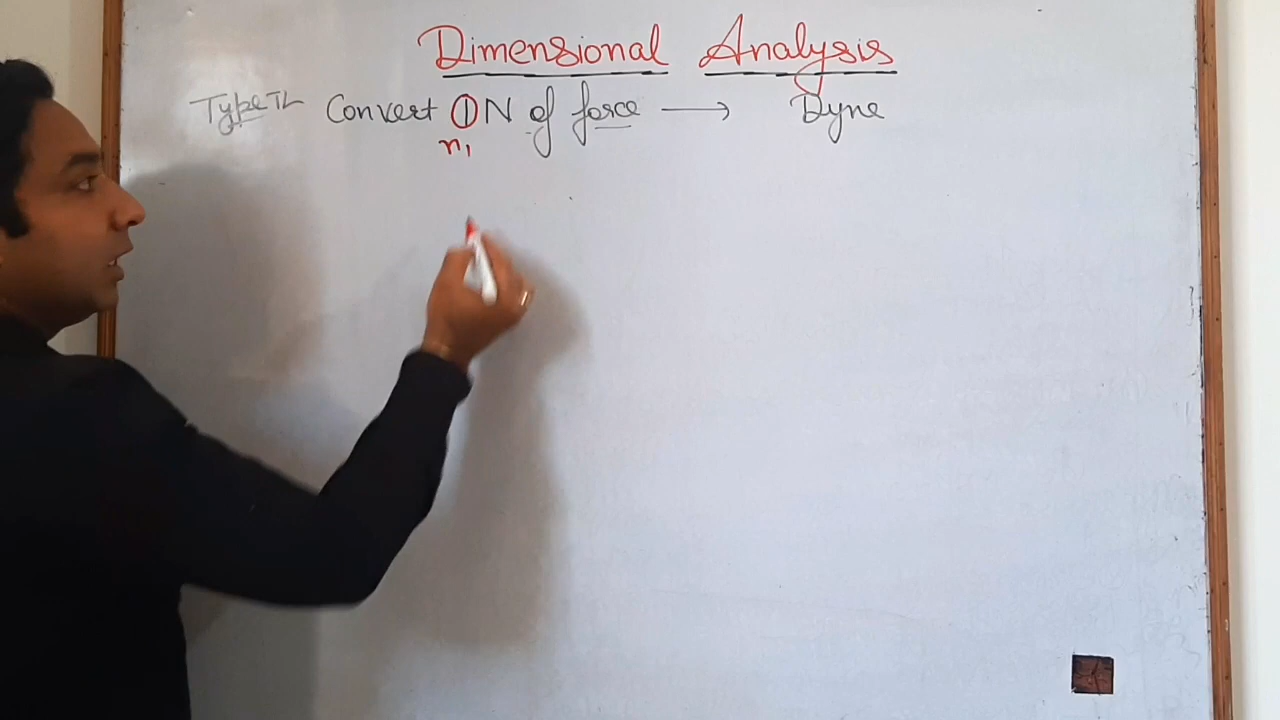 Dimensional Analysis
Type II Convert 1 N of force → Dyne
n₁